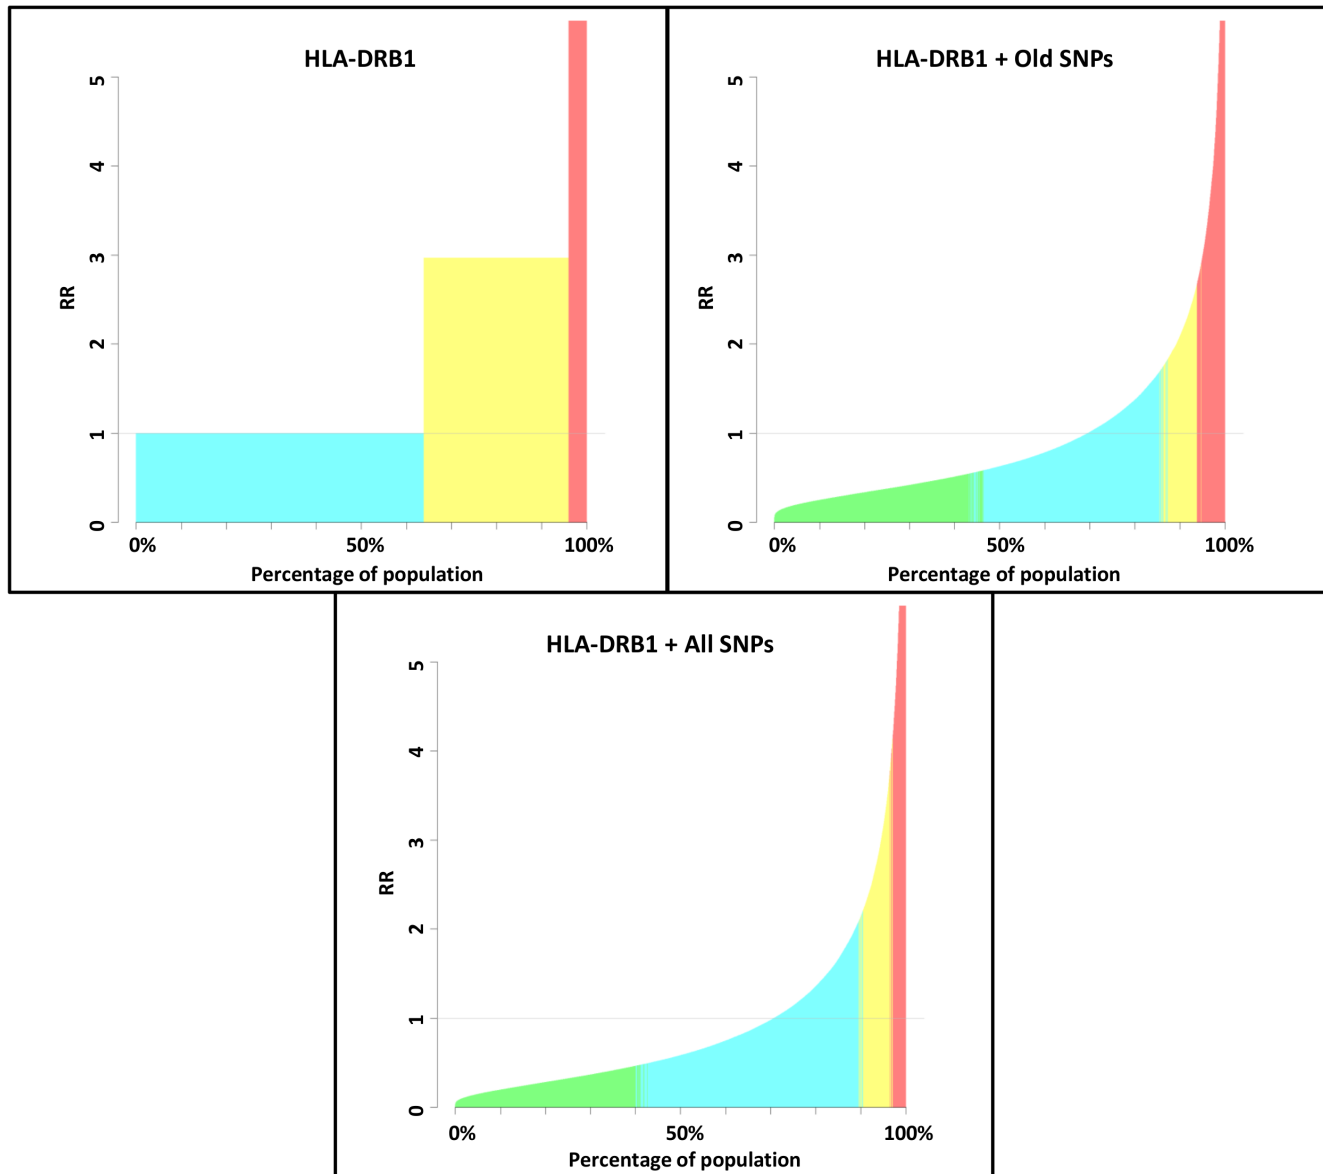 HLA-DRB1
5
4
3
2
1
0
RR
0% 50% 100%
Percentage of population
HLA-DRB1 + Old SNPs
5
4
3
2
1
0
RR
0% 50% 100%
Percentage of population
HLA-DRB1 + All SNPs
5
4
3
2
1
0
RR
0% 50% 100%
Percentage of population